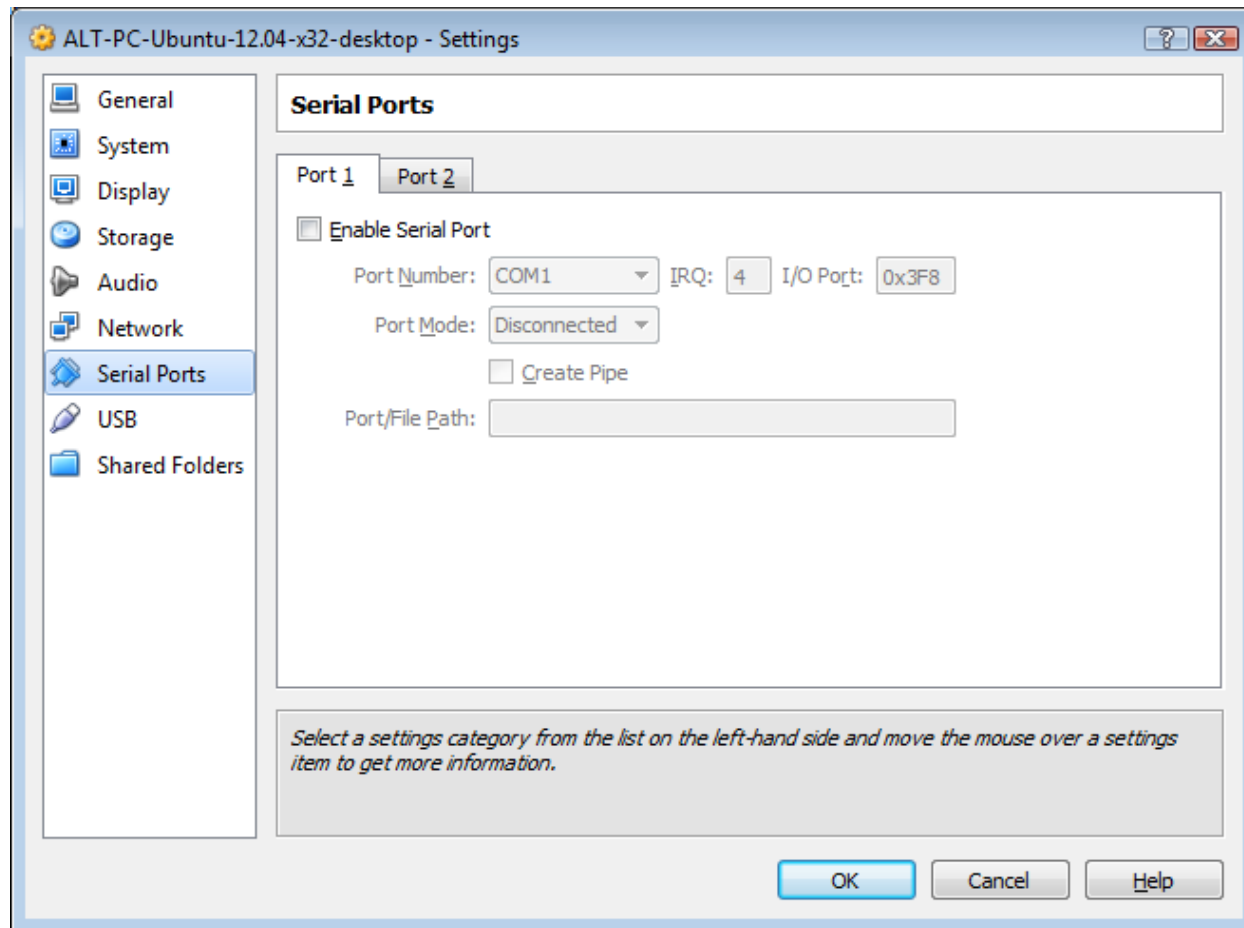 ALT-PC-Ubuntu-12.04-x32-desktop - Settings
General
System
Display
Storage
Audio
Network
Serial Ports
USB
Shared Folders
Serial Ports
Port 1 Port 2
Enable Serial Port
Port Number: COM1 IRQ: 4 I/O Port: 0x3F8
Port Mode: Disconnected
Create Pipe
Port/File Path:
Select a settings category from the list on the left-hand side and move the mouse over a settings
item to get more information.
OK Cancel Help